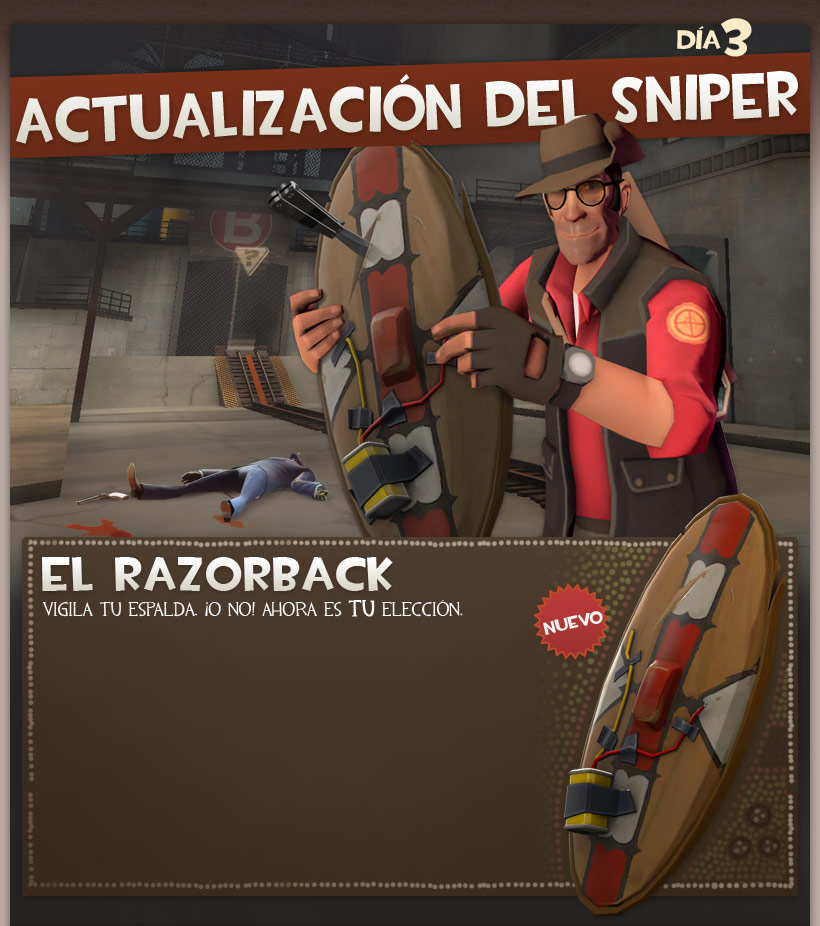 DÍA 3
ACTUALIZACIÓN DEL SNIPER
B
?
EL RAZORBACK
VIGILA TU ESPALDA. ¡O NO! AHORA ES TU ELECCIÓN.
NUEVO